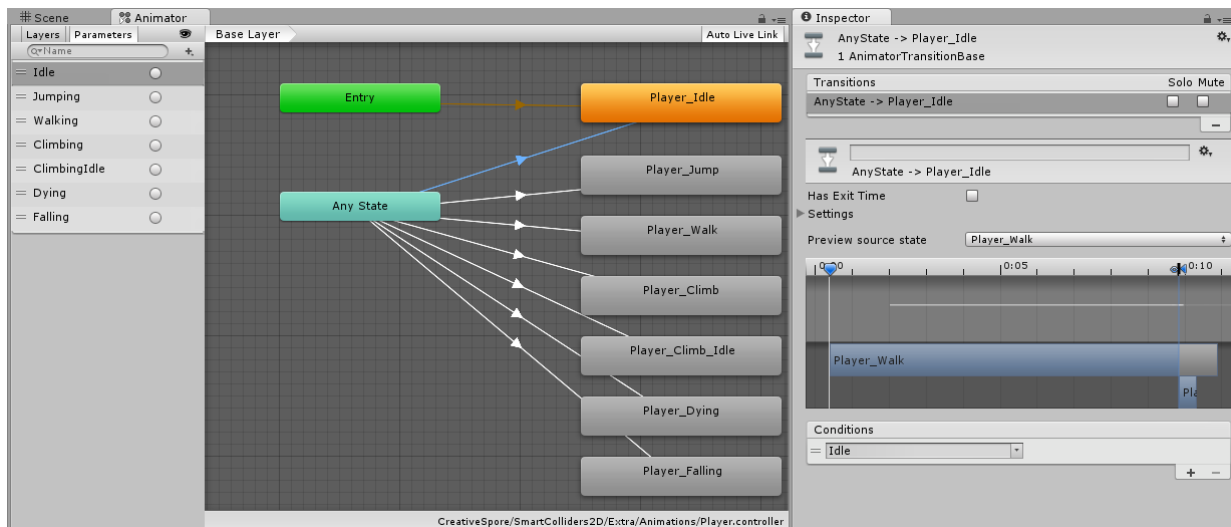 Scene
Animator
Layers
Parameters
Name
Idle
Jumping
Walking
Climbing
ClimbingIdle
Dying
Falling
Base Layer
Auto Live Link
Entry
Any State
Player_Idle
Player_Jump
Player_Walk
Player_Climb
Player_Climb_Idle
Player_Dying
Player_Falling
CreativeSpore/SmartColliders2D/Extra/Animations/Player.controller
Inspector
AnyState -> Player_Idle
1 AnimatorTransitionBase
Transitions Solo Mute
AnyState -> Player_Idle
AnyState -> Player_Idle
Has Exit Time
Settings
Preview source state Player_Walk
0:00 0:05 0:10
Player_Walk
Pla
Conditions
Idle